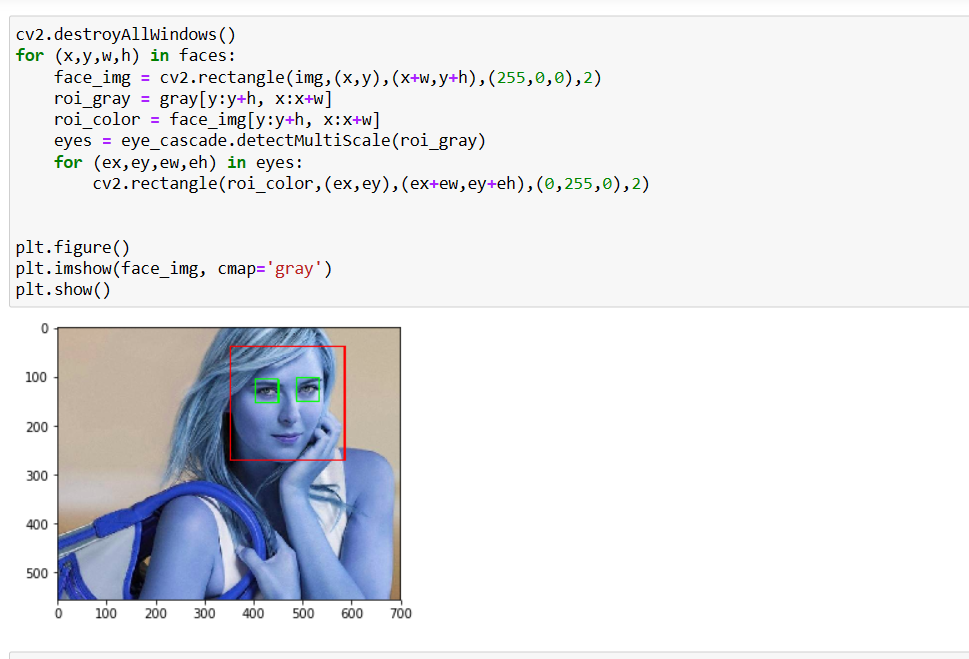 cv2.destroyAllWindows()
for (x,y,w,h) in faces:
    face_img = cv2.rectangle(img,(x,y),(x+w,y+h),(255,0,0),2)
    roi_gray = gray[y:y+h, x:x+w]
    roi_color = face_img[y:y+h, x:x+w]
    eyes = eye_cascade.detectMultiScale(roi_gray)
    for (ex,ey,ew,eh) in eyes:
        cv2.rectangle(roi_color,(ex,ey),(ex+ew,ey+eh),(0,255,0),2)
plt.figure()
plt.imshow(face_img, cmap='gray')
plt.show()
0
100
200
300
400
500
0 100 200 300 400 500 600 700